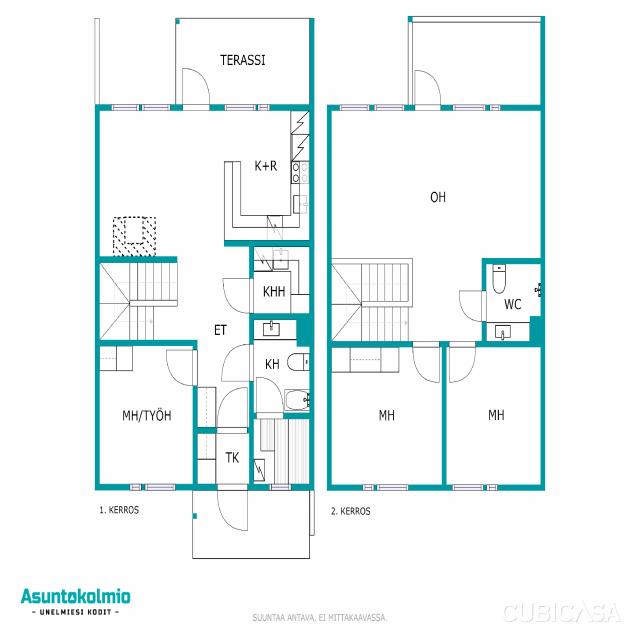 TERASSI
K+R
OH
KHH
WC
ET
KH
MH/TYÖH
MH
MH
TK
1. KERROS
2. KERROS
Asuntokolmio
- UNELMIESI KODIT -
SUUNTAA ANTAVA, EI MITTAKAAVASSA.
CUBICASA